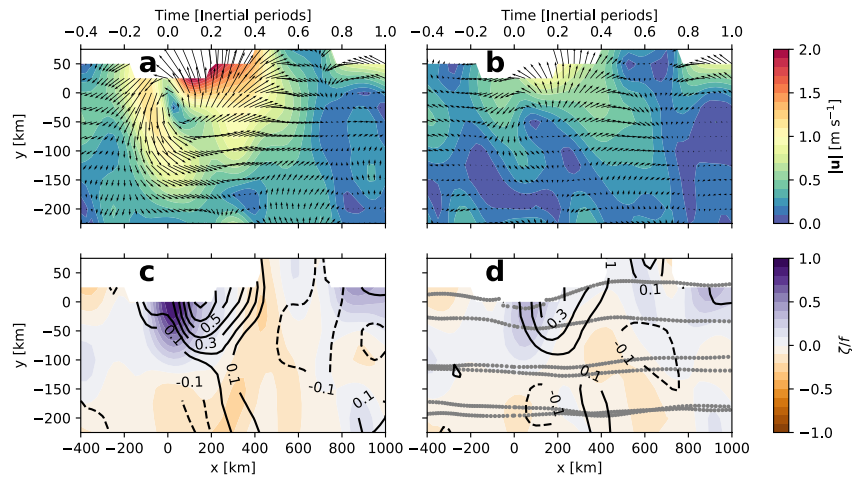 Time [Inertial periods] Time [Inertial periods]
−0.4 −0.2 0.0 0.2 0.4 0.6 0.8 1.0 −0.4 −0.2 0.0 0.2 0.4 0.6 0.8 1.0
a b
50
0
−50
−100
−150
−200
y [km]
2.0
1.5
1.0
0.5
0.0
|u| [m s⁻¹]
c d
50
0
−50
−100
−150
−200
y [km]
0.1 0.5 0.3 -0.1 0.1 -0.1 0.1
1 0.1 0.3 -0.1 0.1 -0.1
1.0
0.5
0.0
−0.5
−1.0
ζ/f
−400 −200 0 200 400 600 800 1000 −400 −200 0 200 400 600 800 1000
x [km] x [km]